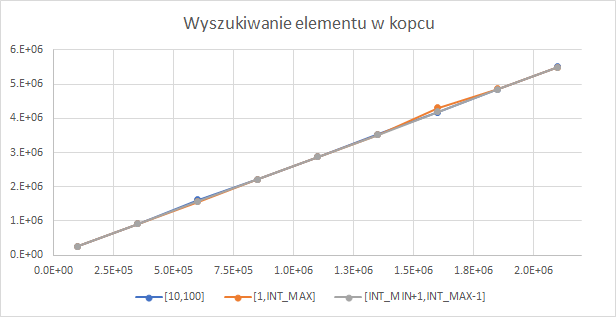 Wyszukiwanie elementu w kopcu
6.E+06
5.E+06
4.E+06
3.E+06
2.E+06
1.E+06
0.E+00
0.0E+00 2.5E+05 5.0E+05 7.5E+05 1.0E+06 1.3E+06 1.5E+06 1.8E+06 2.0E+06
[10,100] [1,INT_MAX] [INT_MIN+1,INT_MAX-1]